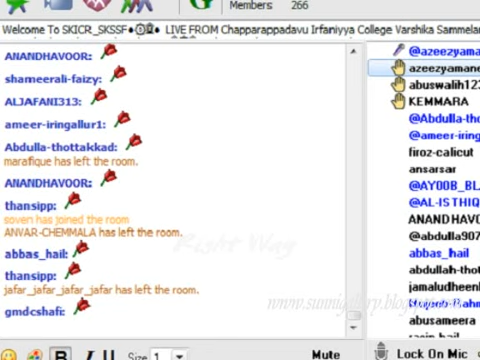 Members: 266
Welcome To SKICR_SKSSF LIVE FROM Chapparappadavu Irfaniyya College Varshika Sammelan
ANANDHAVOOR:
shameerali-faizy:
ALJAFANI313:
ameer-iringallur1:
Abdulla-thottakkad:
marafique has left the room.
ANANDHAVOOR:
thansipp:
soven has joined the room
ANVAR-CHEMMALA has left the room.
abbas_hail:
thansipp:
jafar_jafar_jafar_jafar has left the room.
gmdcshafi:
@azeezyama
azeezyamane
abuswalih123
KEMMARA
@Abdulla-thot
@ameer-iring
firoz-calicut
ansarsar
@AYOOB_BL
@AL-ISTHIQ
ANANDHAVO
@abdulla907
abbas_hail
abdullah-thot
jamaludheenl
abusameera
Right Way
www.sunnigallery.blogspot.com
B I U Size 1
Mute
Lock On Mic